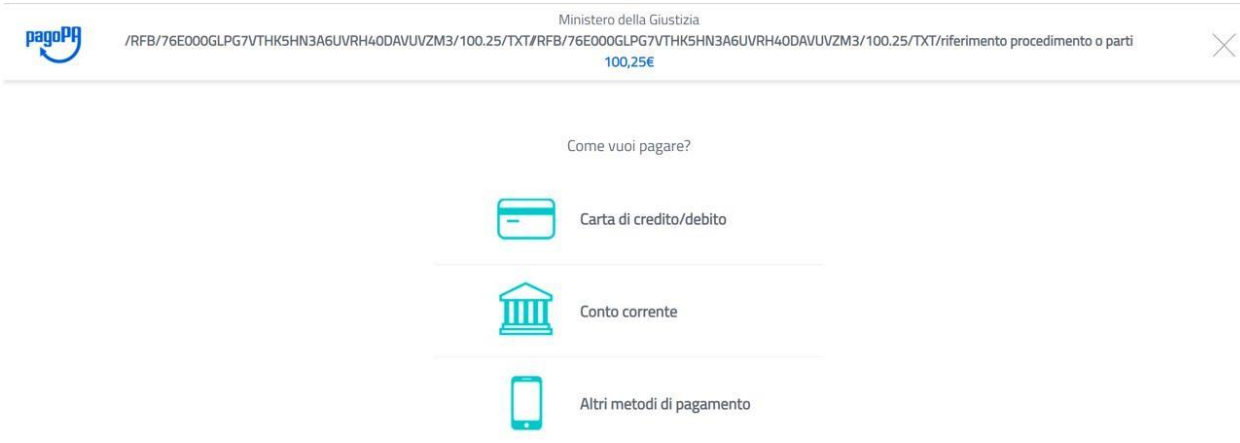 pagoPA
Ministero della Giustizia
/RFB/76E000GLPG7VTHK5HN3A6UVRH40DAVUVZM3/100.25/TXT//RFB/76E000GLPG7VTHK5HN3A6UVRH40DAVUVZM3/100.25/TXT/riferimento procedimento o parti
100,25€
Come vuoi pagare?
Carta di credito/debito
Conto corrente
Altri metodi di pagamento